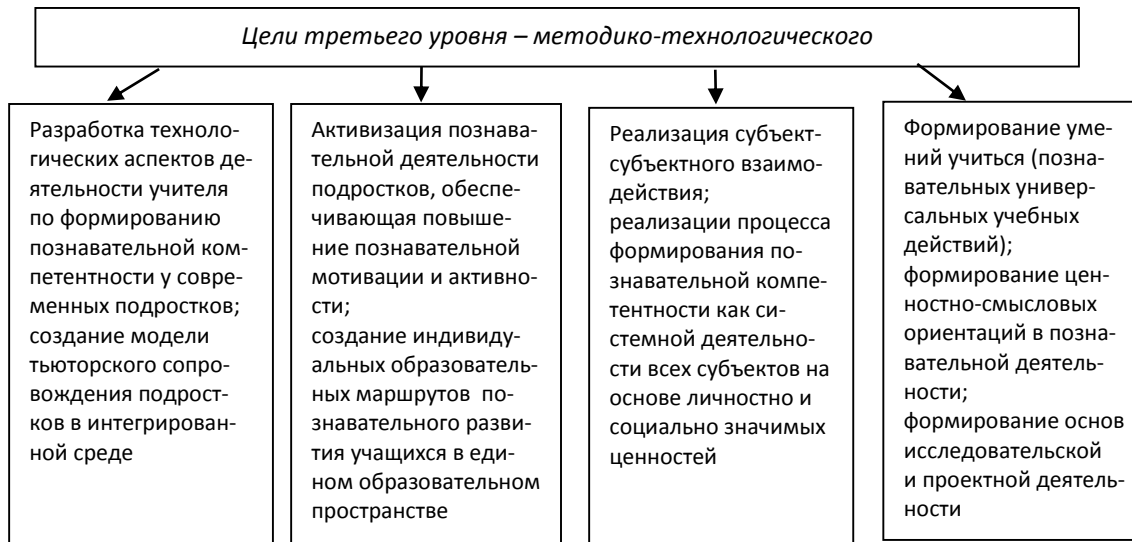 Цели третьего уровня – методико-технологического
Разработка техноло-
гических аспектов де-
ятельности учителя
по формированию
познавательной ком-
петентности у совре-
менных подростков;
создание модели
тьюторского сопро-
вождения подрост-
ков в интегрирован-
ной среде
Активизация познава-
тельной деятельности
подростков, обеспе-
чивающая повыше-
ние познавательной
мотивации и активно-
сти;
создание индивиду-
альных образователь-
ных маршрутов по-
знавательного разви-
тия учащихся в еди-
ном образовательном
пространстве
Реализация субъект-
субъектного взаимо-
действия;
реализации процесса
формирования по-
знавательной компе-
тентности как си-
стемной деятельно-
сти всех субъектов на
основе личностно и
социально значимых
ценностей
Формирование уме-
ний учиться (позна-
вательных универ-
сальных учебных
действий);
формирование цен-
ностно-смысловых
ориентаций в позна-
вательной деятель-
ности;
формирование основ
исследовательской
и проектной деятель-
ности